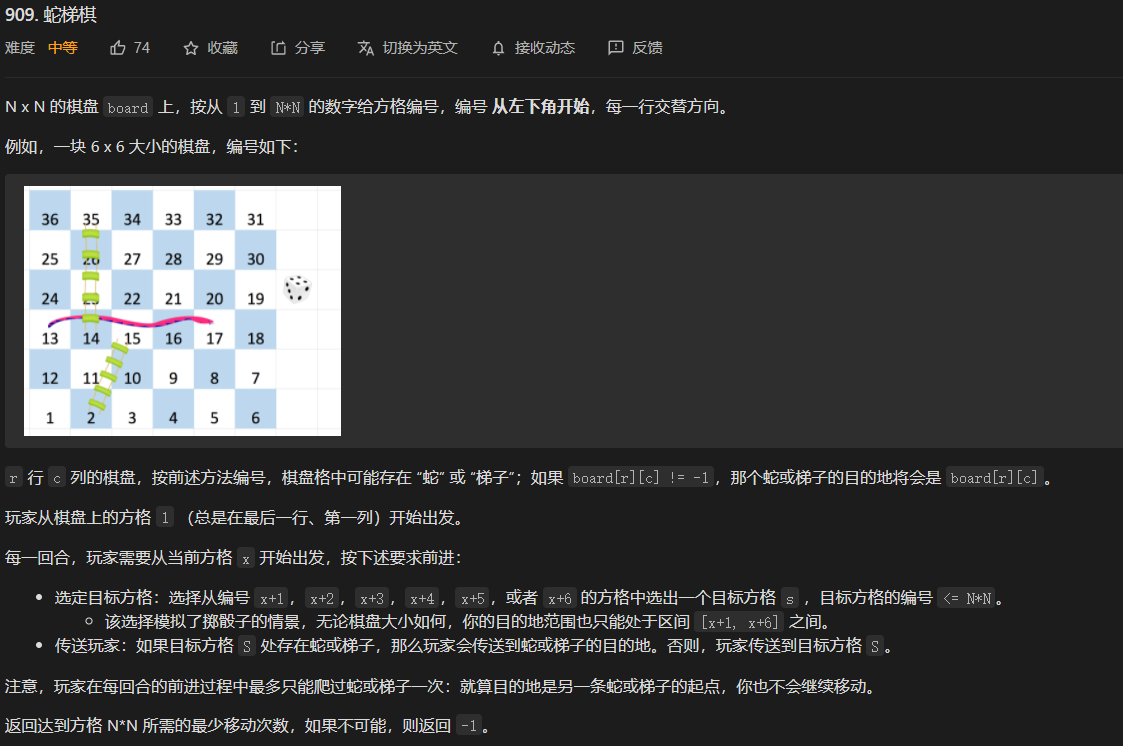 909. 蛇梯棋
难度 中等 74 收藏 分享 切换为英文 接收动态 反馈
N x N 的棋盘 board 上，按从 1 到 N*N 的数字给方格编号，编号 从左下角开始，每一行交替方向。
例如，一块 6 x 6 大小的棋盘，编号如下：
36 35 34 33 32 31
25 26 27 28 29 30
24 23 22 21 20 19
13 14 15 16 17 18
12 11 10 9 8 7
1 2 3 4 5 6
r 行 c 列的棋盘，按前述方法编号，棋盘格中可能存在 “蛇” 或 “梯子”；如果 board[r][c] != -1，那个蛇或梯子的目的地将会是 board[r][c]。
玩家从棋盘上的方格 1 （总是在最后一行、第一列）开始出发。
每一回合，玩家需要从当前方格 x 开始出发，按下述要求前进：
• 选定目标方格：选择从编号 x+1，x+2，x+3，x+4，x+5，或者 x+6 的方格中选出一个目标方格 s ，目标方格的编号 <= N*N。
○ 该选择模拟了掷骰子的情景，无论棋盘大小如何，你的目的地范围也只能处于区间 [x+1, x+6] 之间。
• 传送玩家：如果目标方格 S 处存在蛇或梯子，那么玩家会传送到蛇或梯子的目的地。否则，玩家传送到目标方格 S。
注意，玩家在每回合的前进过程中最多只能爬过蛇或梯子一次：就算目的地是另一条蛇或梯子的起点，你也不会继续移动。
返回达到方格 N*N 所需的最少移动次数，如果不可能，则返回 -1。